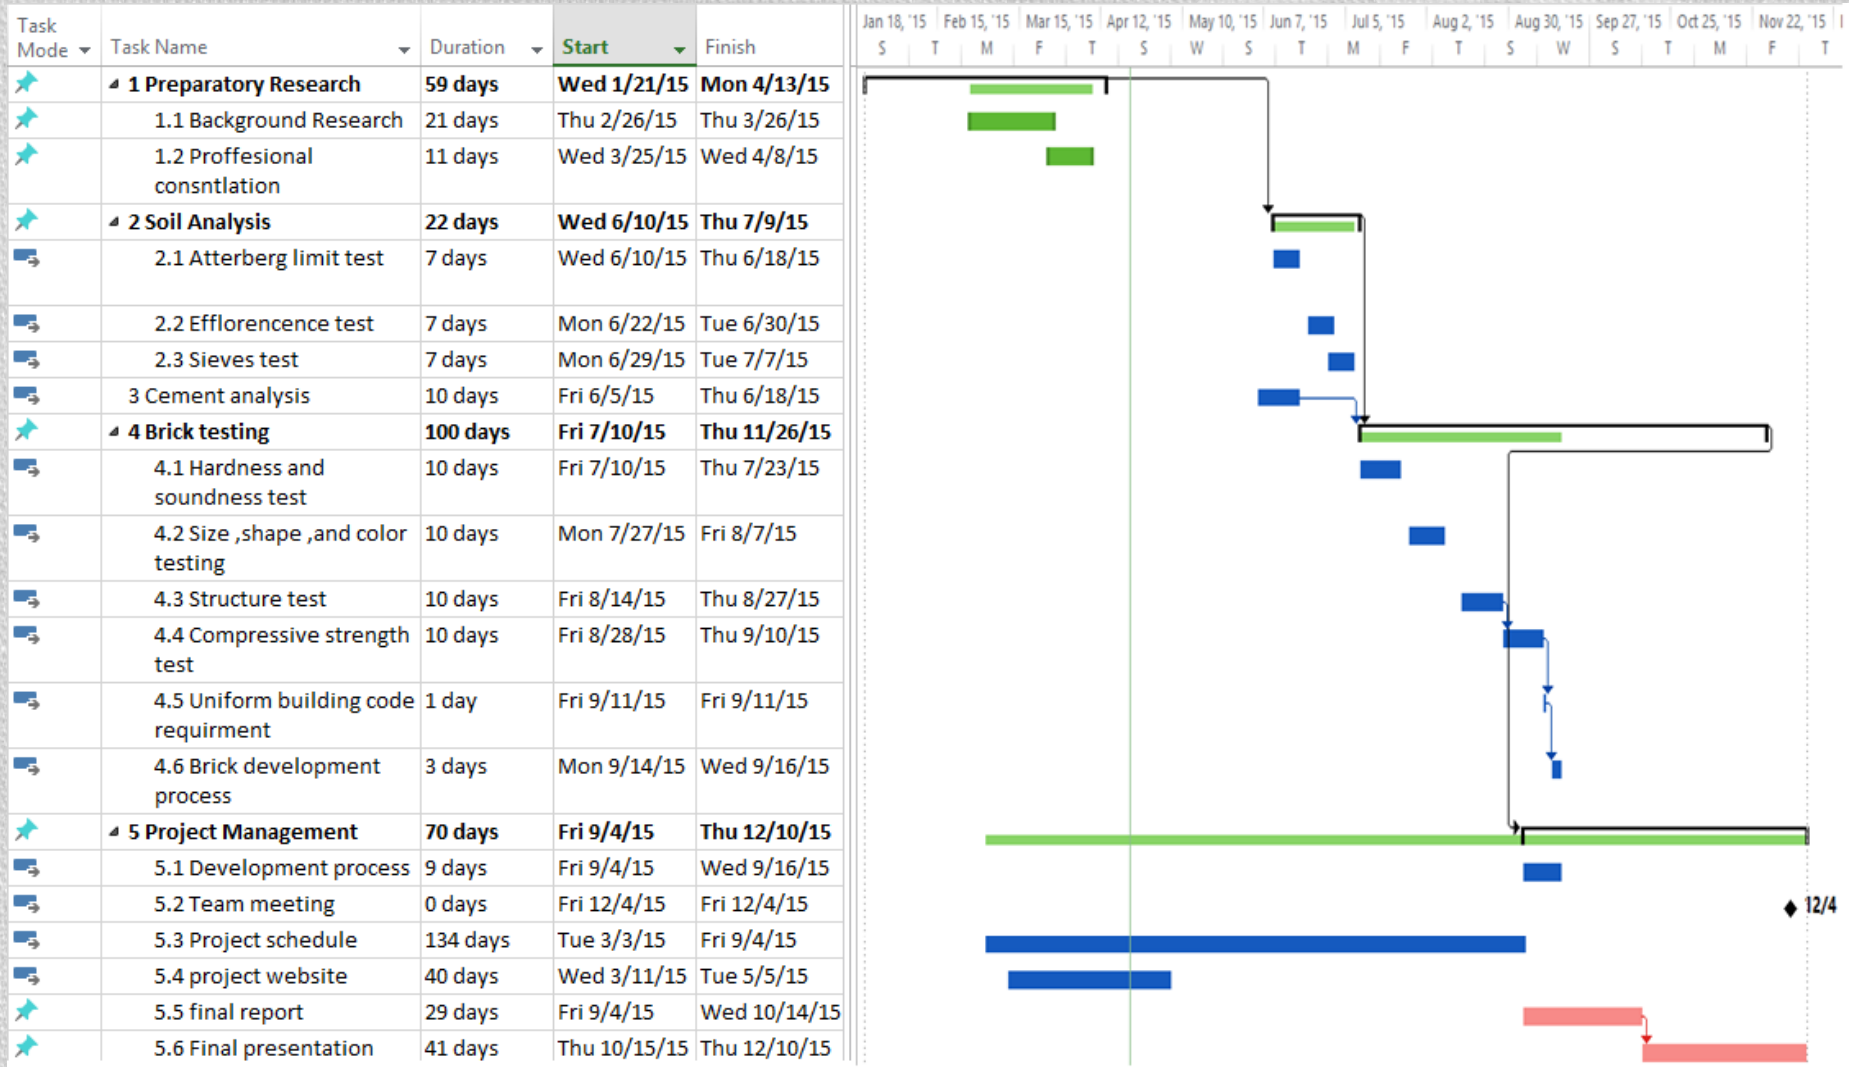 Task Mode Task Name Duration Start Finish
Jan 18, '15 Feb 15, '15 Mar 15, '15 Apr 12, '15 May 10, '15 Jun 7, '15 Jul 5, '15 Aug 2, '15 Aug 30, '15 Sep 27, '15 Oct 25, '15 Nov 22, '15
S T M F T S W S T M F T S W S T M F T
1 Preparatory Research 59 days Wed 1/21/15 Mon 4/13/15
1.1 Background Research 21 days Thu 2/26/15 Thu 3/26/15
1.2 Proffesional 11 days Wed 3/25/15 Wed 4/8/15
consntlation
2 Soil Analysis 22 days Wed 6/10/15 Thu 7/9/15
2.1 Atterberg limit test 7 days Wed 6/10/15 Thu 6/18/15
2.2 Efflorencence test 7 days Mon 6/22/15 Tue 6/30/15
2.3 Sieves test 7 days Mon 6/29/15 Tue 7/7/15
3 Cement analysis 10 days Fri 6/5/15 Thu 6/18/15
4 Brick testing 100 days Fri 7/10/15 Thu 11/26/15
4.1 Hardness and 10 days Fri 7/10/15 Thu 7/23/15
soundness test
4.2 Size ,shape ,and color 10 days Mon 7/27/15 Fri 8/7/15
testing
4.3 Structure test 10 days Fri 8/14/15 Thu 8/27/15
4.4 Compressive strength 10 days Fri 8/28/15 Thu 9/10/15
test
4.5 Uniform building code 1 day Fri 9/11/15 Fri 9/11/15
requirment
4.6 Brick development 3 days Mon 9/14/15 Wed 9/16/15
process
5 Project Management 70 days Fri 9/4/15 Thu 12/10/15
5.1 Development process 9 days Fri 9/4/15 Wed 9/16/15
5.2 Team meeting 0 days Fri 12/4/15 Fri 12/4/15 12/4
5.3 Project schedule 134 days Tue 3/3/15 Fri 9/4/15
5.4 project website 40 days Wed 3/11/15 Tue 5/5/15
5.5 final report 29 days Fri 9/4/15 Wed 10/14/15
5.6 Final presentation 41 days Thu 10/15/15 Thu 12/10/15